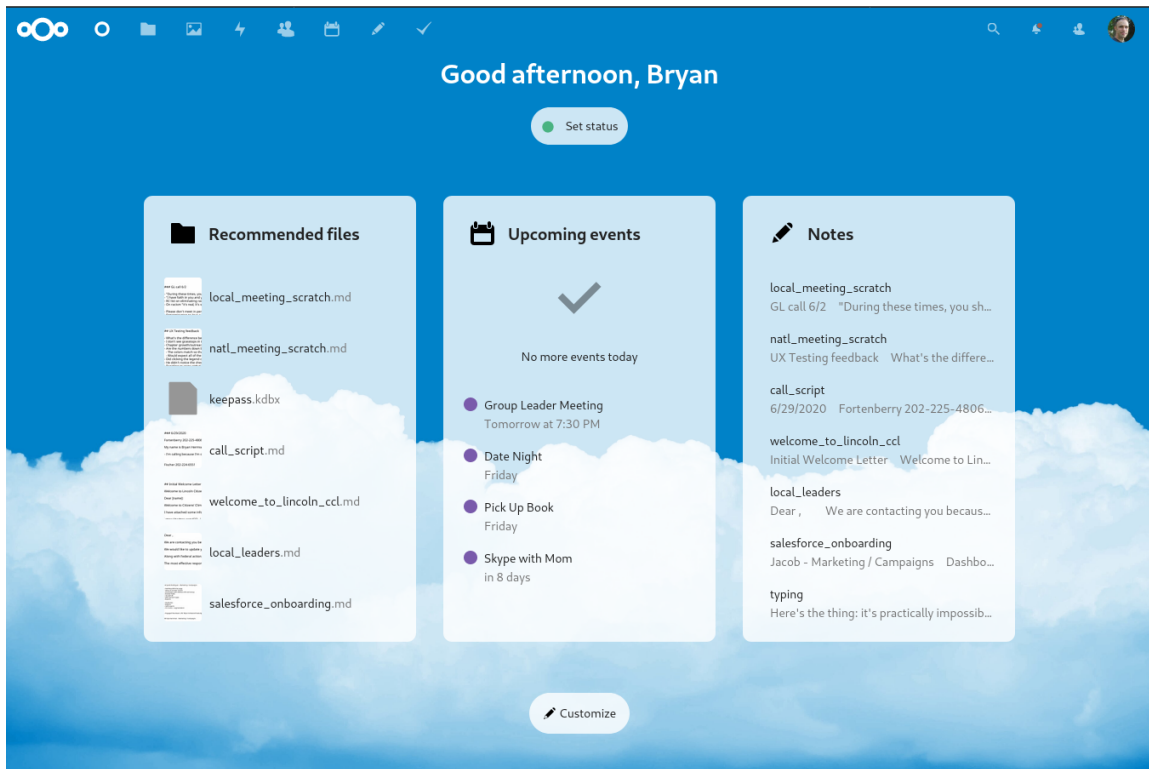 Good afternoon, Bryan
Set status
Recommended files
local_meeting_scratch.md
natl_meeting_scratch.md
keepass.kdbx
call_script.md
welcome_to_lincoln_ccl.md
local_leaders.md
salesforce_onboarding.md
Upcoming events
No more events today
Group Leader Meeting
Tomorrow at 7:30 PM
Date Night
Friday
Pick Up Book
Friday
Skype with Mom
in 8 days
Notes
local_meeting_scratch
GL call 6/2 "During these times, you sh...
natl_meeting_scratch
UX Testing feedback What's the differe...
call_script
6/29/2020 Fortenberry 202-225-4806...
welcome_to_lincoln_ccl
Initial Welcome Letter Welcome to Lin...
local_leaders
Dear , We are contacting you becaus...
salesforce_onboarding
Jacob - Marketing / Campaigns Dashbo...
typing
Here's the thing: it's practically impossib...
Customize